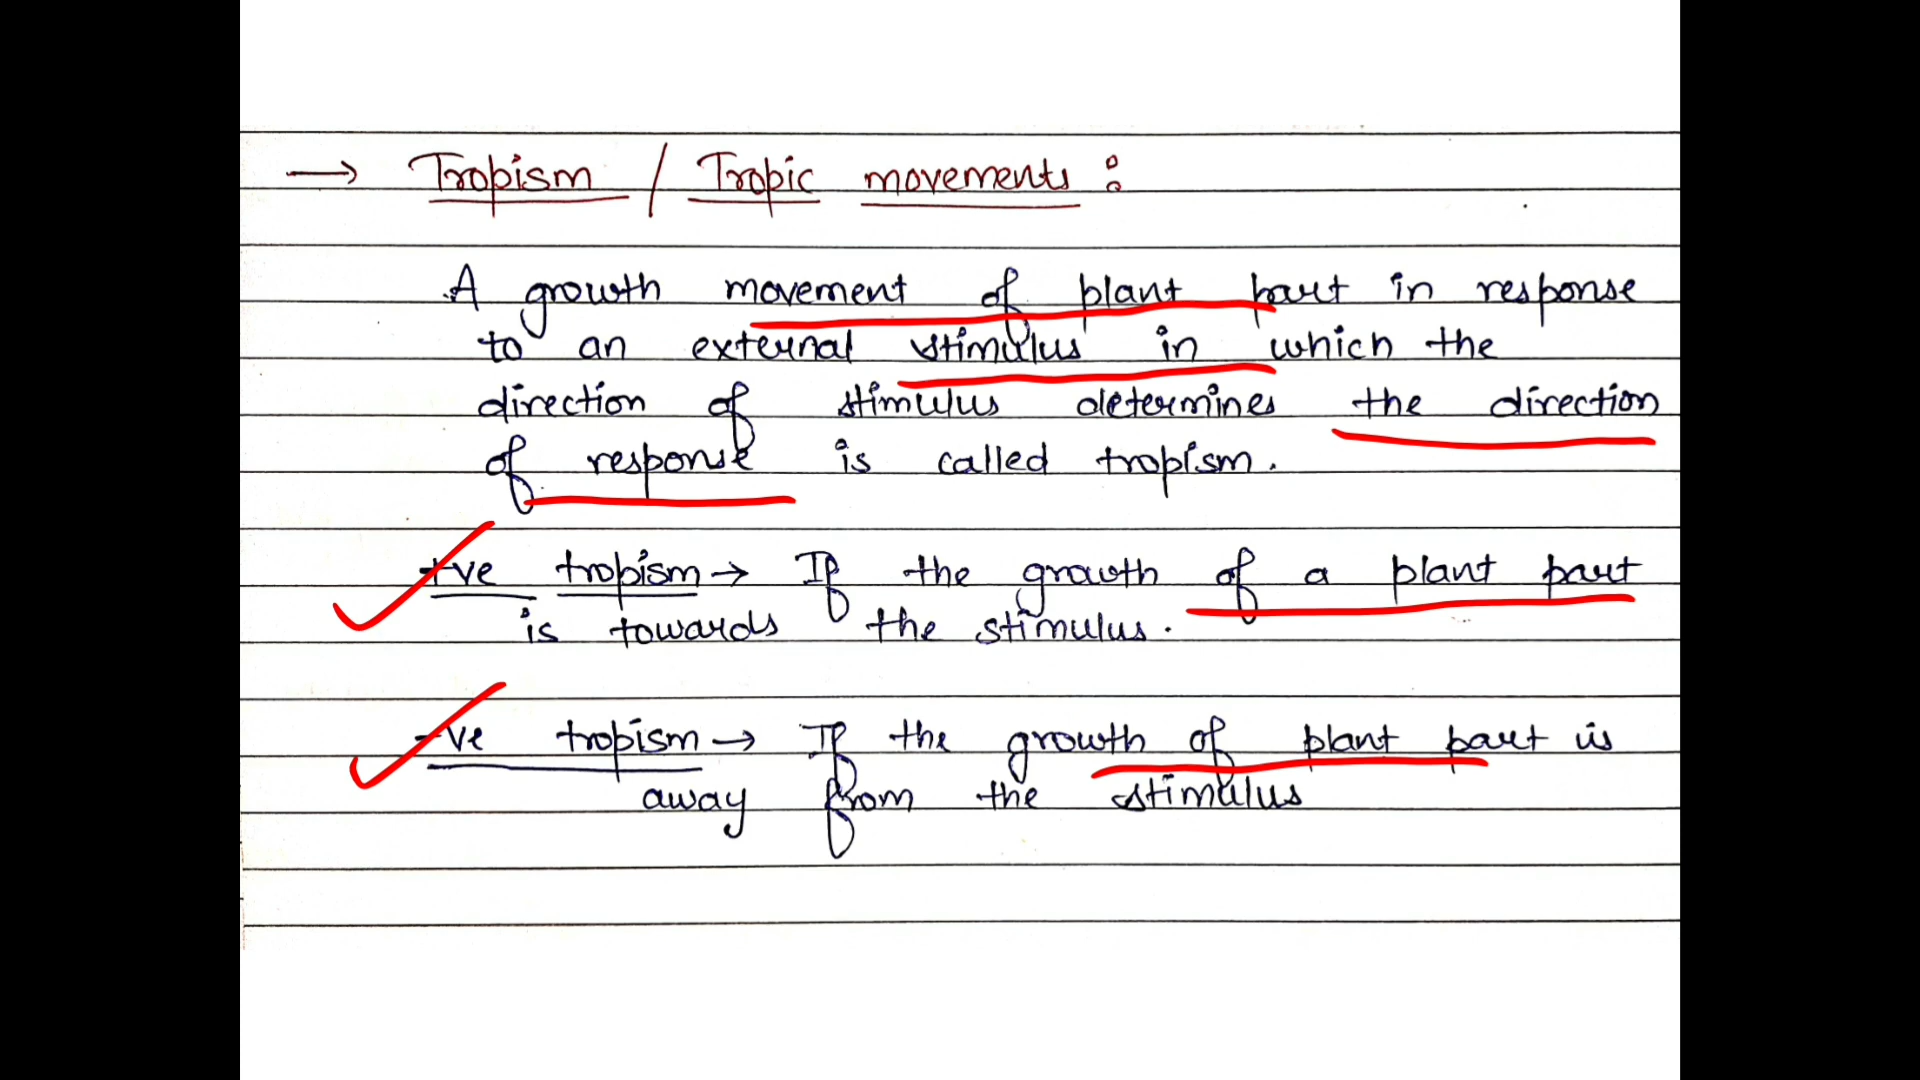 → Tropism / Tropic movements :
A growth movement of plant part in response
to an external stimulus in which the
direction of stimulus determines the direction
of response is called tropism.
+ve tropism → If the growth of a plant part
is towards the stimulus.
-ve tropism → If the growth of plant part is
away from the stimulus